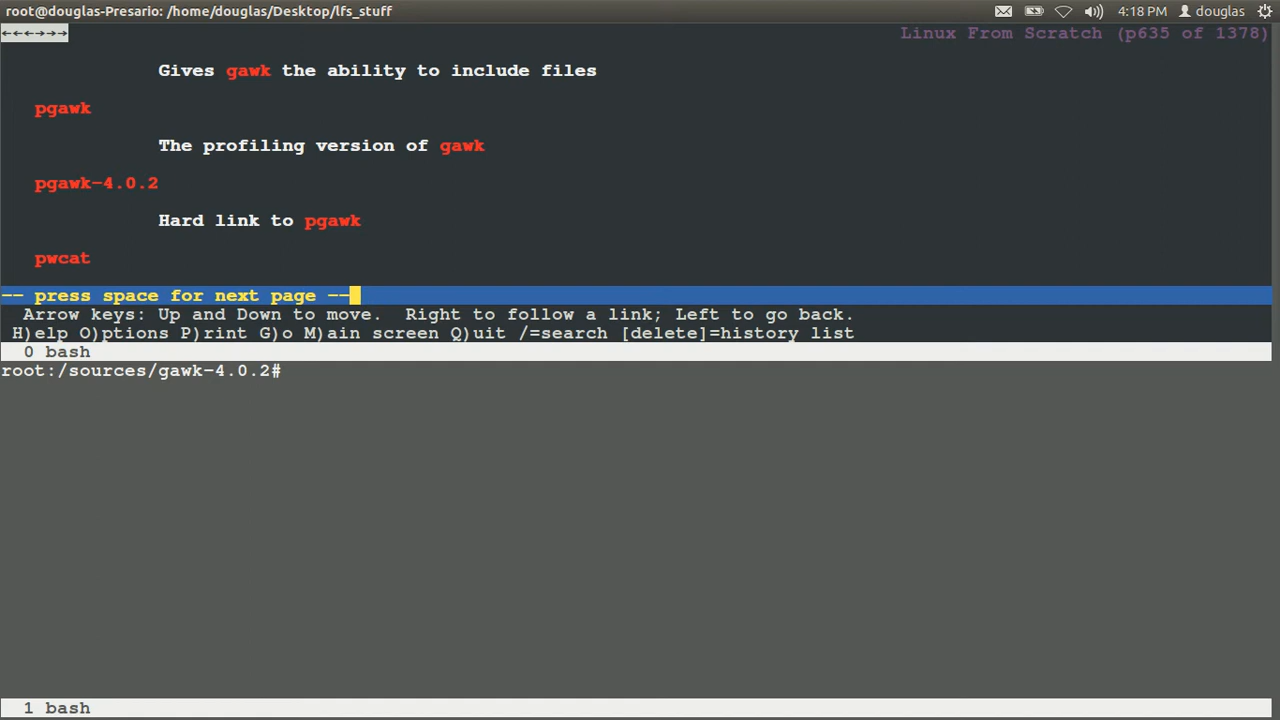 root@douglas-Presario: /home/douglas/Desktop/lfs_stuff 4:18 PM douglas
←←←→→→ Linux From Scratch (p635 of 1378)
Gives gawk the ability to include files
pgawk
The profiling version of gawk
pgawk-4.0.2
Hard link to pgawk
pwcat
-- press space for next page --
Arrow keys: Up and Down to move. Right to follow a link; Left to go back.
H)elp O)ptions P)rint G)o M)ain screen Q)uit /=search [delete]=history list
0 bash
root:/sources/gawk-4.0.2#
1 bash